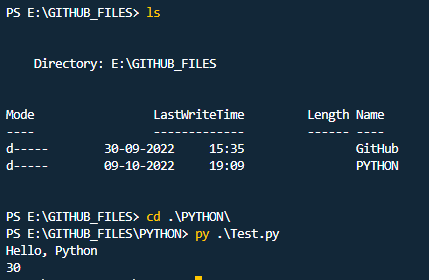 PS E:\GITHUB_FILES> ls
Directory: E:\GITHUB_FILES
Mode                 LastWriteTime         Length Name
----                 -------------         ------ ----
d-----        30-09-2022     15:35                GitHub
d-----        09-10-2022     19:09                PYTHON
PS E:\GITHUB_FILES> cd .\PYTHON\
PS E:\GITHUB_FILES\PYTHON> py .\Test.py
Hello, Python
30